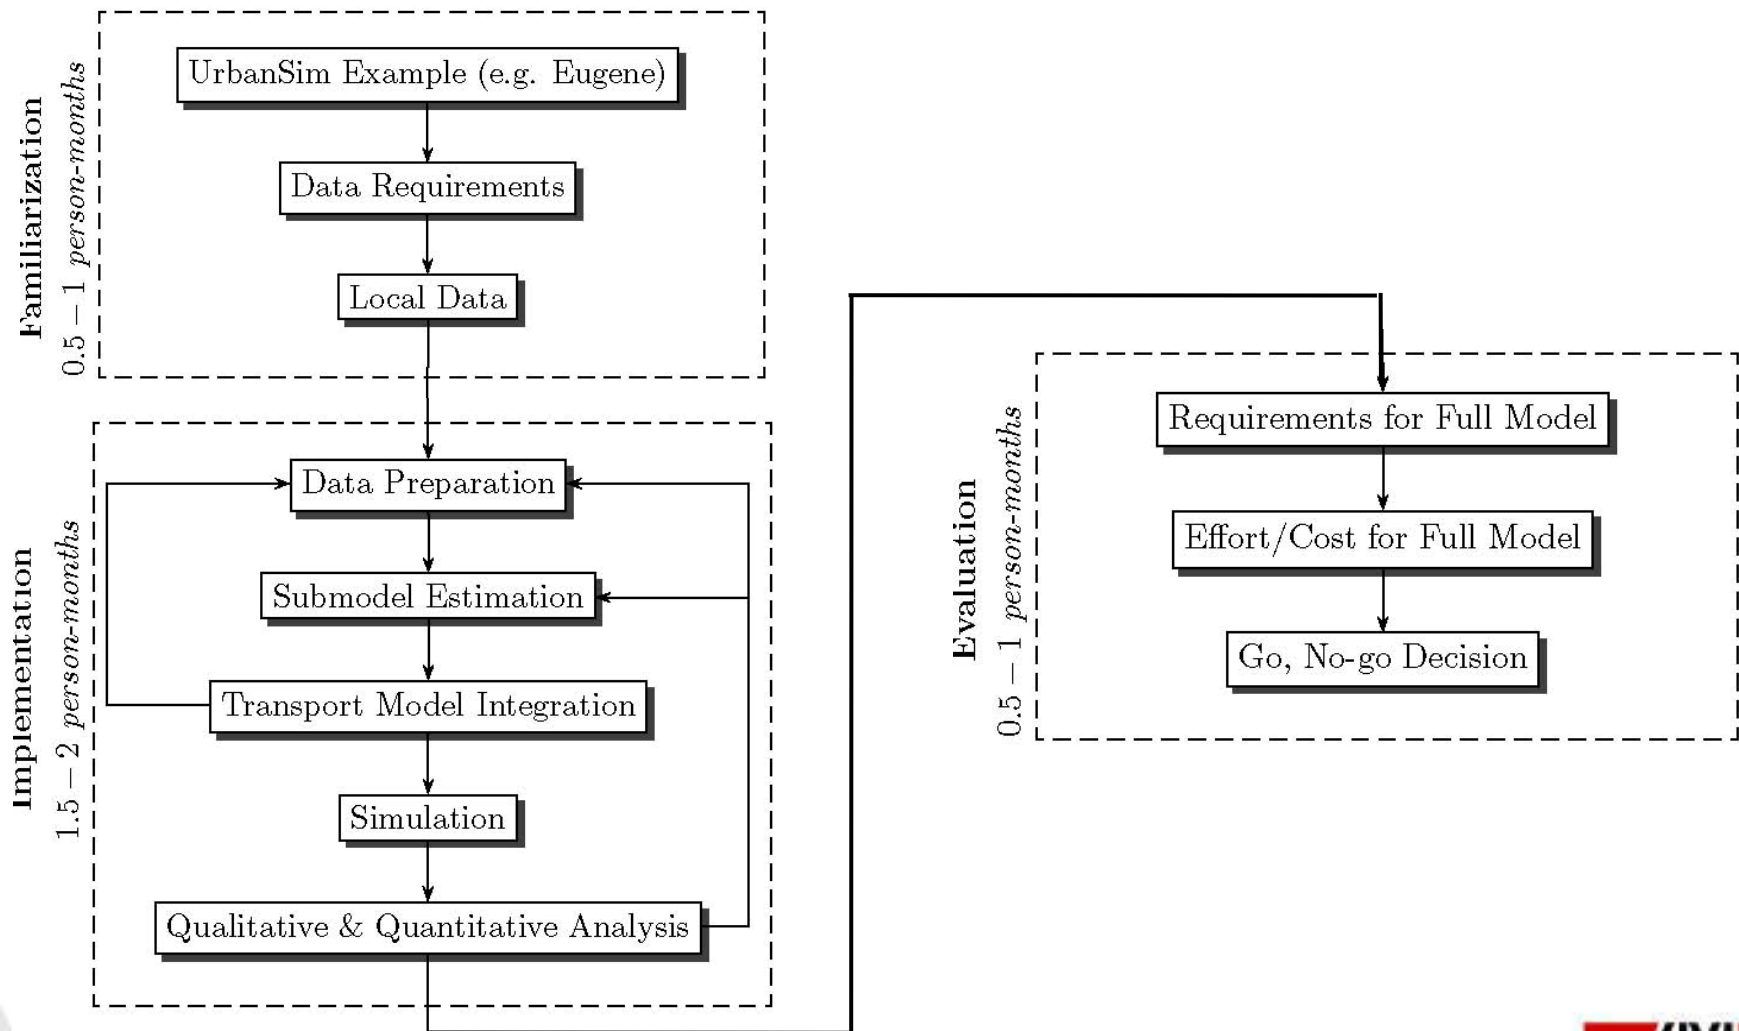 Familiarization
0.5 – 1 person-months
UrbanSim Example (e.g. Eugene)
Data Requirements
Local Data
Implementation
1.5 – 2 person-months
Data Preparation
Submodel Estimation
Transport Model Integration
Simulation
Qualitative & Quantitative Analysis
Evaluation
0.5 – 1 person-months
Requirements for Full Model
Effort/Cost for Full Model
Go, No-go Decision